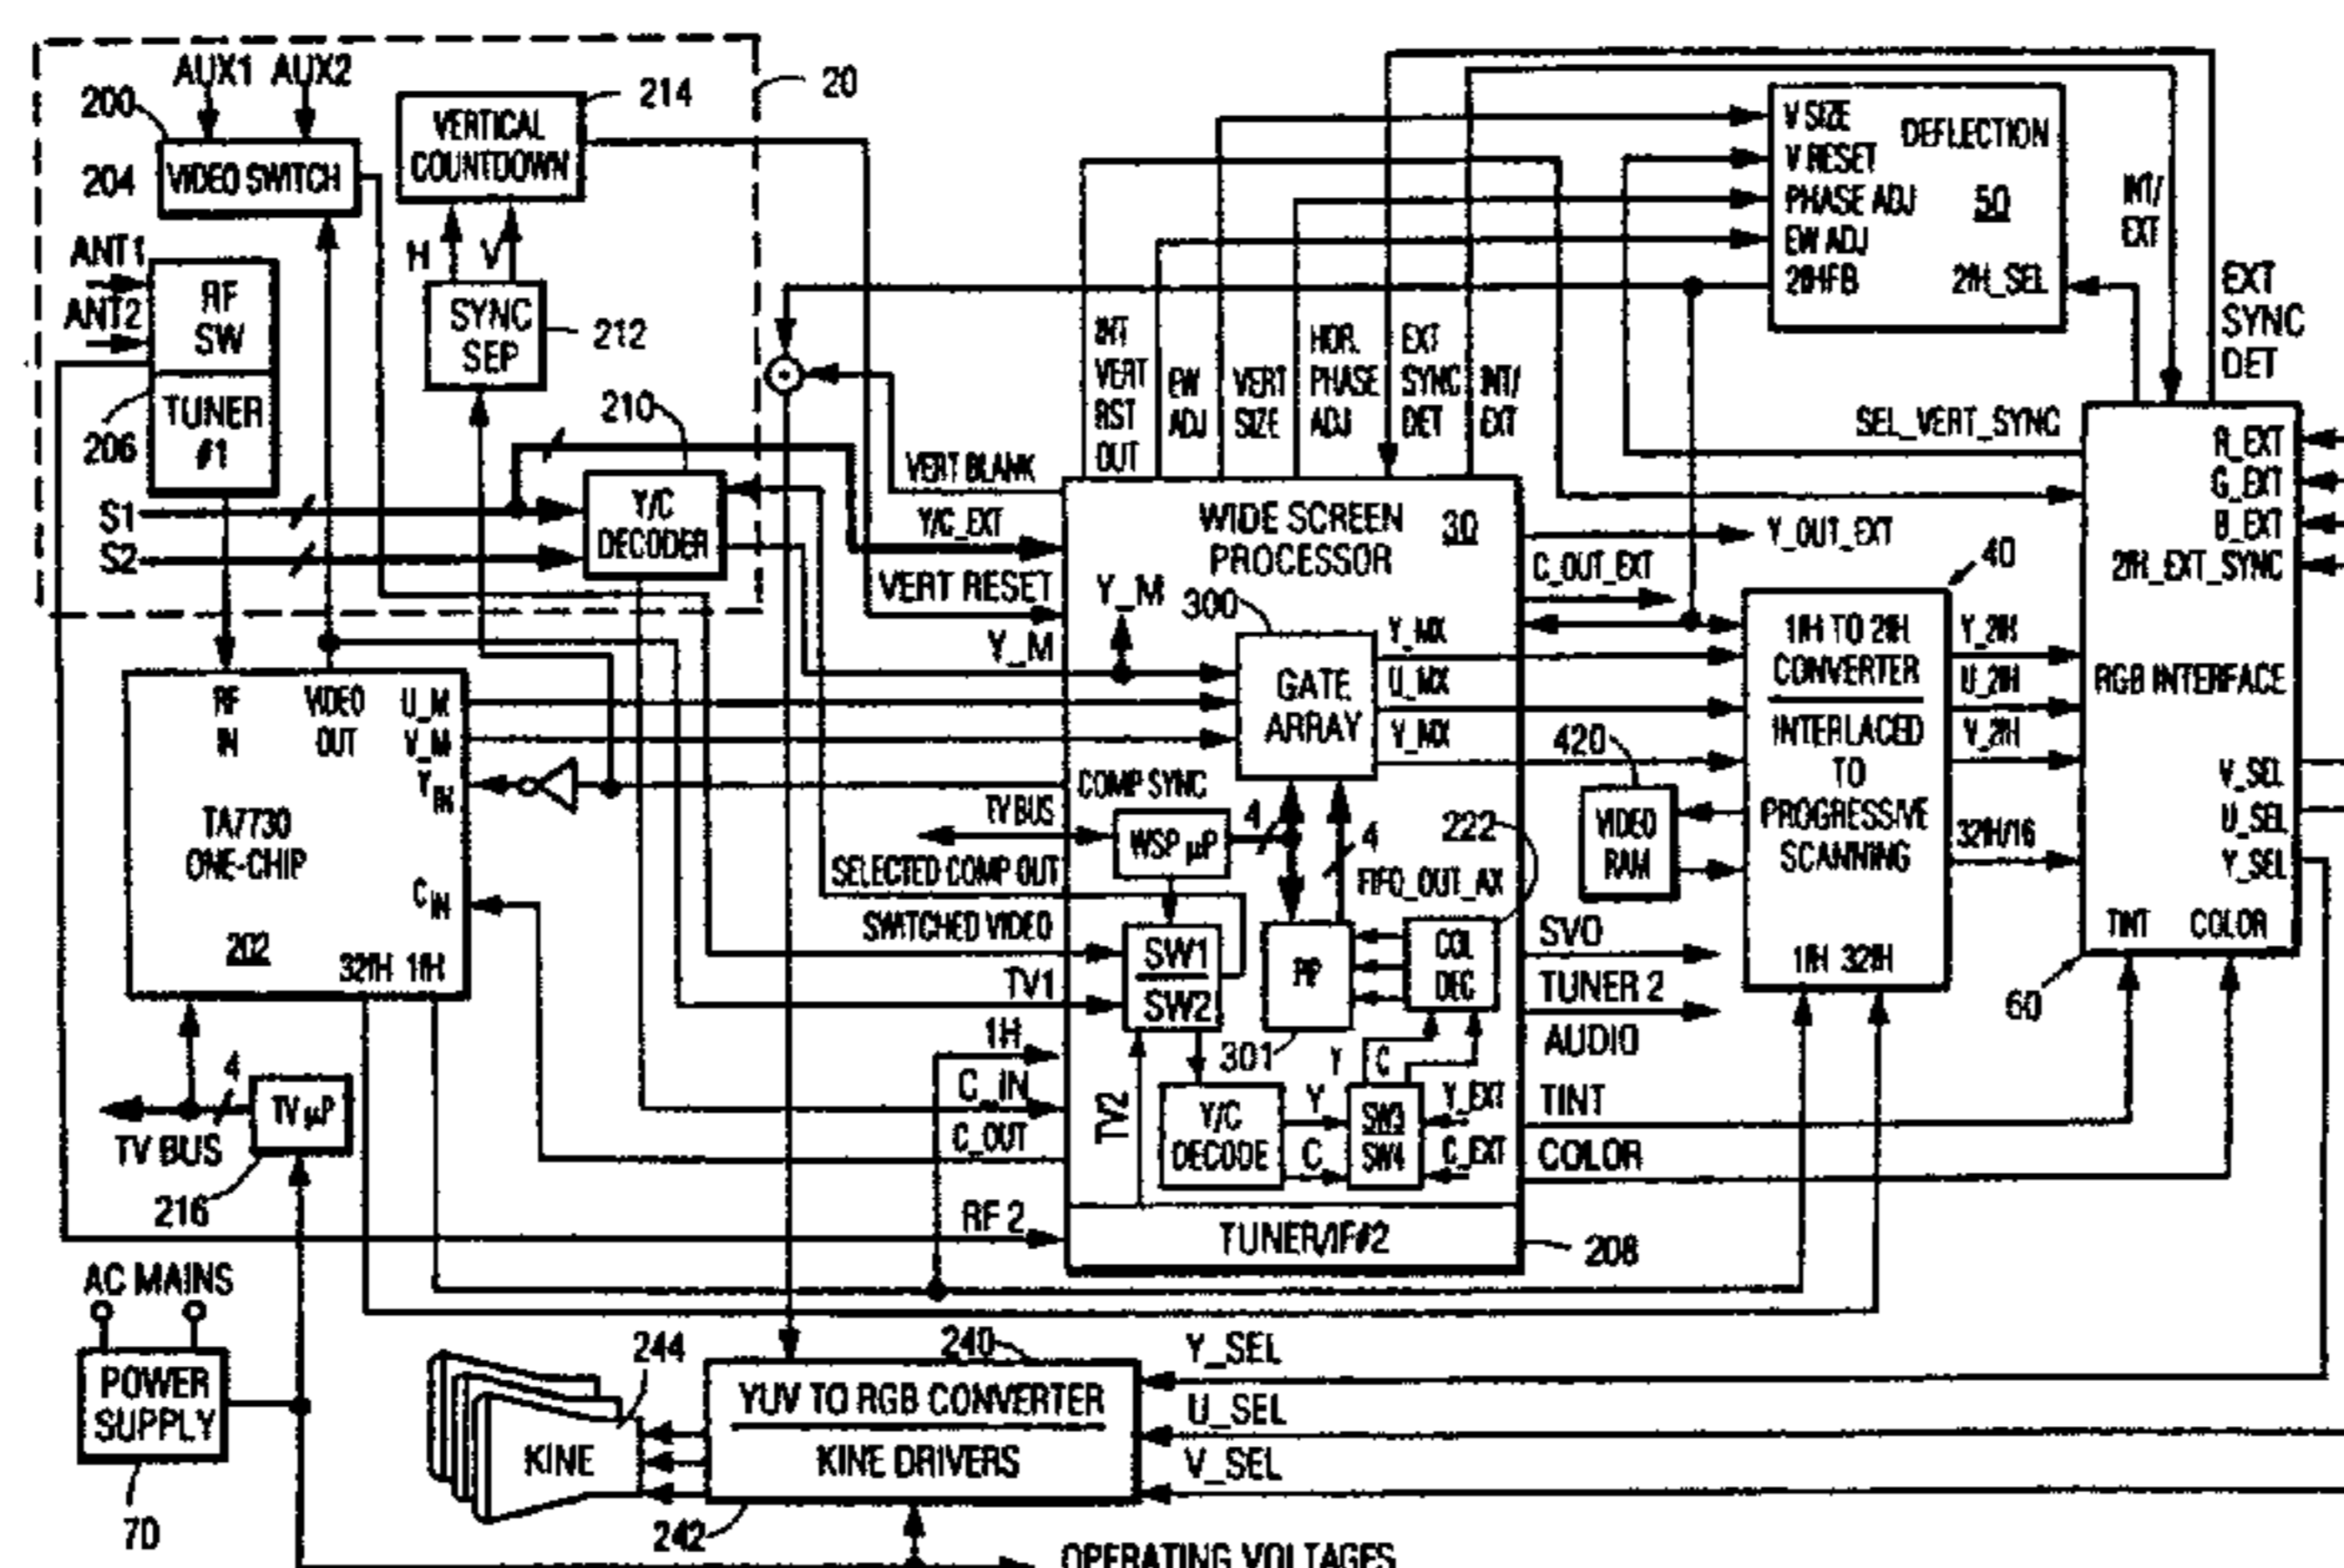 AUX1 AUX2
200
204
VIDEO SWITCH
214
VERTICAL
COUNTDOWN
20
ANT1
ANT2
RF
SW
TUNER
#1
206
H
V
SYNC
SEP
212
210
Y/C
DECODER
S1
S2
V SIZE
V RESET
PHASE ADJ
EW ADJ
DEFLECTION
50
2fHFB
2fH_SEL
INT/
EXT
EXT
SYNC
DET
INT
VERT
RST
OUT
EW
ADJ
VERT
SIZE
HOR.
PHASE
ADJ
EXT
SYNC
DET
INT/
EXT
SEL_VERT_SYNC
VERT BLANK
Y/C_EXT
VERT RESET
Y_M
WIDE SCREEN
PROCESSOR
30
Y_M
300
GATE
ARRAY
Y_OUT_EXT
C_OUT_EXT
Y_MX
U_MX
V_MX
40
1fH TO 2fH
CONVERTER
INTERLACED
TO
PROGRESSIVE
SCANNING
1fH 32fH
Y_2fH
U_2fH
V_2fH
32fH/16
R_EXT
G_EXT
B_EXT
2fH_EXT_SYNC
RGB INTERFACE
V_SEL
U_SEL
Y_SEL
TINT COLOR
60
RF
IN
VIDEO
OUT
U_M
V_M
Y IN
TA7730
ONE-CHIP
C IN
202
32fH 1fH
COMP SYNC
TV BUS
WSP µP
4
4
SELECTED COMP OUT
SWITCHED VIDEO
TV1
SW1
SW2
FIFO_OUT_AX
222
PIP
COL
DEC
301
420
VIDEO
RAM
SVO
TUNER 2
AUDIO
TINT
COLOR
1H
C_IN
C_OUT
TV2
Y/C
DECODE
Y
C
Y
C
SW3
SW4
Y_EXT
C_EXT
RF 2
TUNER/IF#2
208
4
TV µP
TV BUS
216
AC MAINS
POWER
SUPPLY
70
244
KINE
240
YUV TO RGB CONVERTER
KINE DRIVERS
242
Y_SEL
U_SEL
V_SEL
OPERATING VOLTAGES